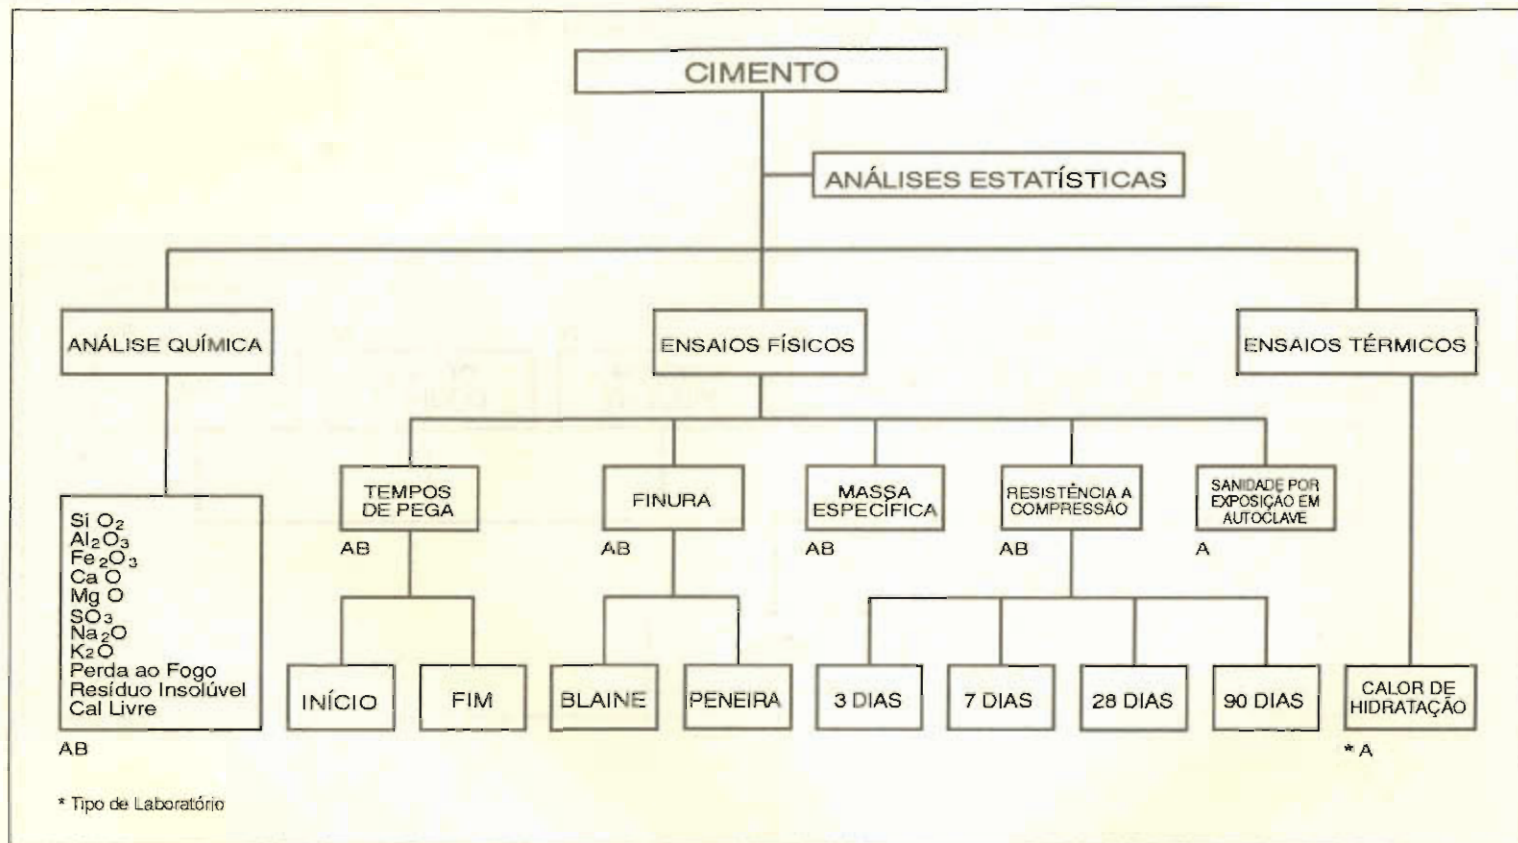 CIMENTO
ANÁLISES ESTATÍSTICAS
ANÁLISE QUÍMICA
ENSAIOS FÍSICOS
ENSAIOS TÉRMICOS
TEMPOS
DE PEGA
AB
FINURA
AB
MASSA
ESPECÍFICA
AB
RESISTÊNCIA A
COMPRESSÃO
AB
SANIDADE POR
EXPOSIÇÃO EM
AUTOCLAVE
A
Si O₂
Al₂O₃
Fe₂O₃
Ca O
Mg O
SO₃
Na₂O
K₂O
Perda ao Fogo
Resíduo Insolúvel
Cal Livre
AB
INÍCIO
FIM
BLAINE
PENEIRA
3 DIAS
7 DIAS
28 DIAS
90 DIAS
CALOR DE
HIDRATAÇÃO
* A
* Tipo de Laboratório